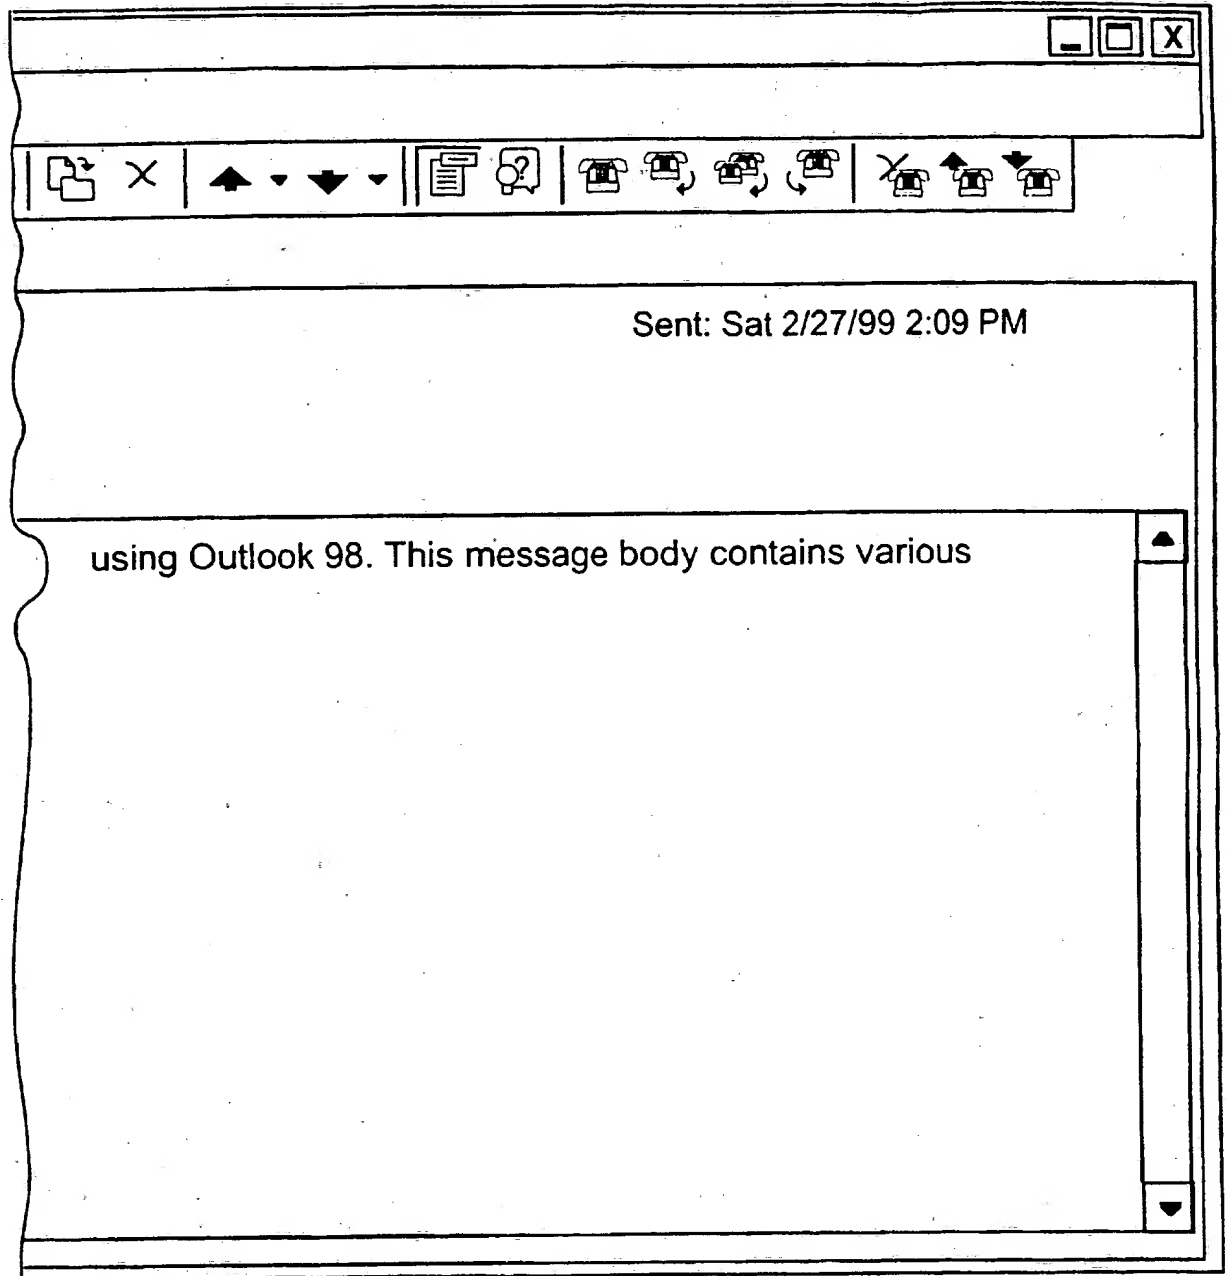 Sent: Sat 2/27/99 2:09 PM
using Outlook 98. This message body contains various